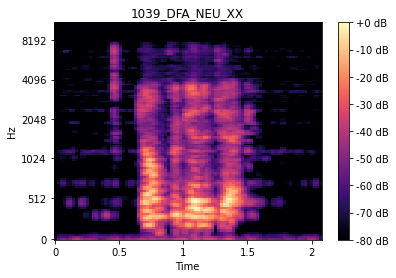 1039_DFA_NEU_XX
+0 dB
8192
-10 dB
4096
-20 dB
-30 dB
2048
-40 dB
Hz
1024
-50 dB
512
-60 dB
-70 dB
0
-80 dB
0 0.5 1 1.5 2
Time